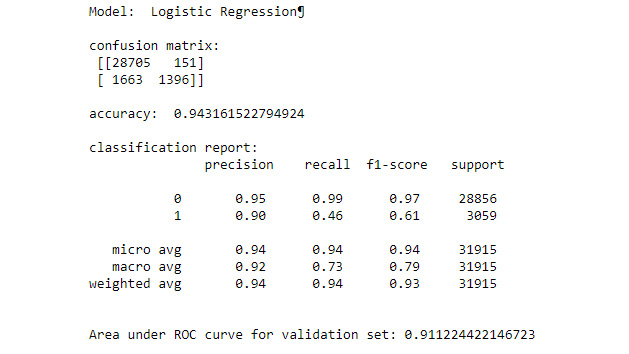 Model:  Logistic Regression¶
confusion matrix:
[[28705   151]
[ 1663  1396]]
accuracy:  0.943161522794924
classification report:
precision    recall  f1-score   support
0       0.95      0.99      0.97     28856
1       0.90      0.46      0.61      3059
micro avg       0.94      0.94      0.94     31915
macro avg       0.92      0.73      0.79     31915
weighted avg       0.94      0.94      0.93     31915
Area under ROC curve for validation set: 0.911224422146723